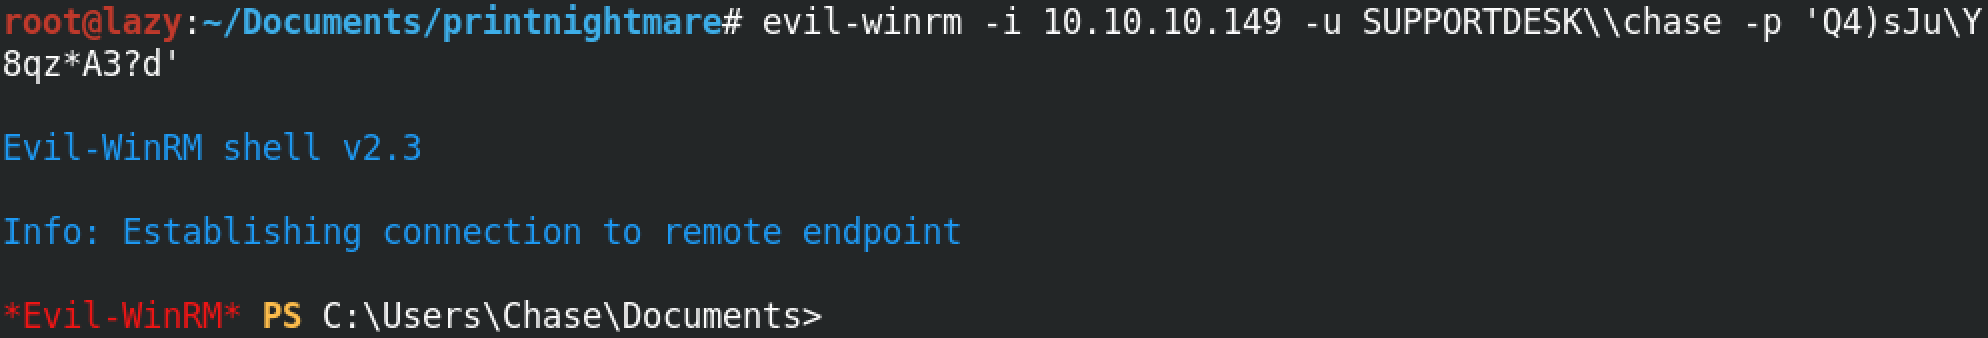 root@lazy:~/Documents/printnightmare# evil-winrm -i 10.10.10.149 -u SUPPORTDESK\\chase -p 'Q4)sJu\Y
8qz*A3?d'
Evil-WinRM shell v2.3
Info: Establishing connection to remote endpoint
*Evil-WinRM* PS C:\Users\Chase\Documents>